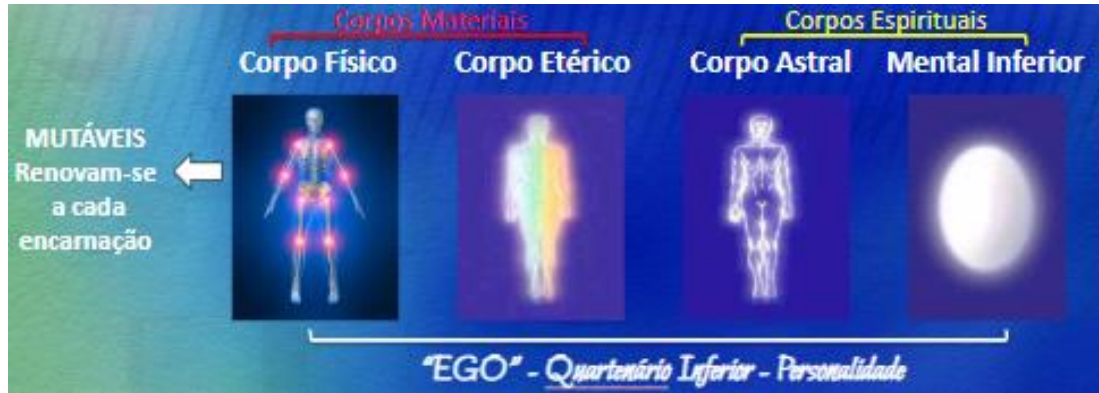 Corpos Materiais
Corpos Espirituais
Corpo Físico
Corpo Etérico
Corpo Astral
Mental Inferior
MUTÁVEIS
Renovam-se
a cada
encarnação
"EGO" - Quartenário Inferior - Personalidade